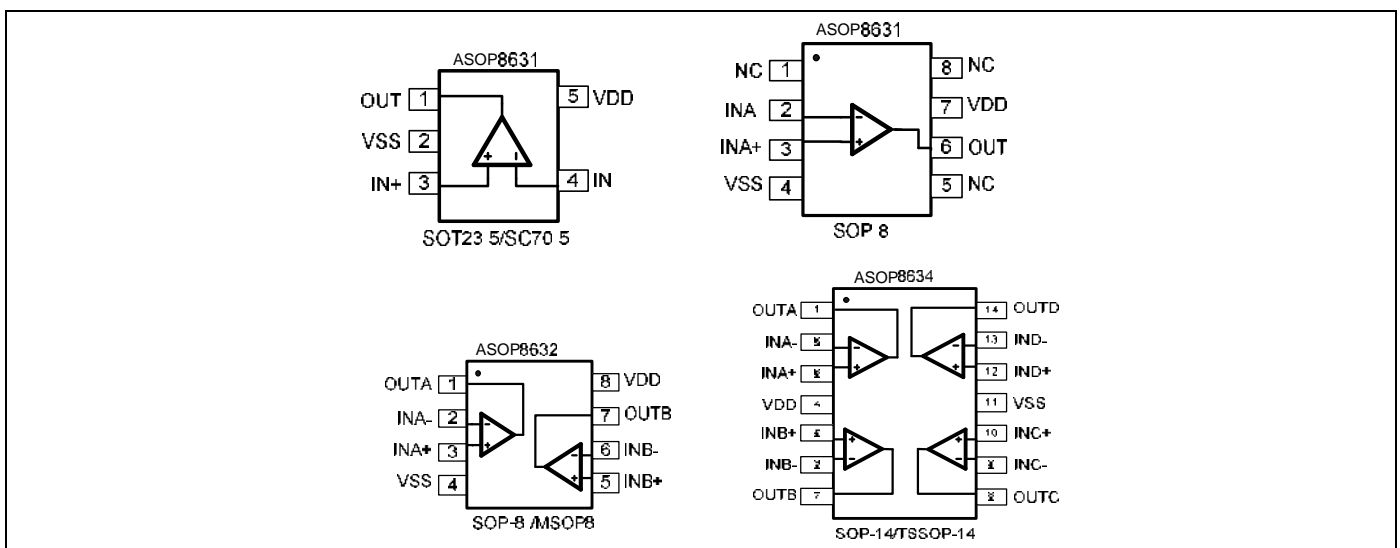 ASOP8631
OUT 1
VSS 2
IN+ 3
5 VDD
4 IN
SOT23 5/SC70 5
ASOP8631
NC 1
INA 2
INA+ 3
VSS 4
8 NC
7 VDD
6 OUT
5 NC
SOP 8
ASOP8632
OUTA 1
INA- 2
INA+ 3
VSS 4
8 VDD
7 OUTB
6 INB-
5 INB+
SOP-8 /MSOP8
ASOP8634
OUTA 1
INA-
INA+
VDD 4
INB+
INB-
OUTB 7
14 OUTD
13 IND-
12 IND+
11 VSS
10 INC+
INC-
OUTC
SOP-14/TSSOP-14